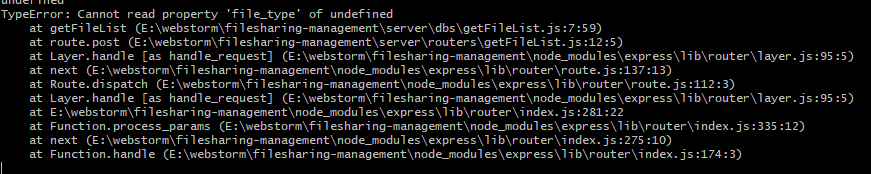 undefined
TypeError: Cannot read property 'file_type' of undefined
at getFileList (E:\webstorm\filesharing-management\server\dbs\getFileList.js:7:59)
at route.post (E:\webstorm\filesharing-management\server\routers\getFileList.js:12:5)
at Layer.handle [as handle_request] (E:\webstorm\filesharing-management\node_modules\express\lib\router\layer.js:95:5)
at next (E:\webstorm\filesharing-management\node_modules\express\lib\router\route.js:137:13)
at Route.dispatch (E:\webstorm\filesharing-management\node_modules\express\lib\router\route.js:112:3)
at Layer.handle [as handle_request] (E:\webstorm\filesharing-management\node_modules\express\lib\router\layer.js:95:5)
at E:\webstorm\filesharing-management\node_modules\express\lib\router\index.js:281:22
at Function.process_params (E:\webstorm\filesharing-management\node_modules\express\lib\router\index.js:335:12)
at next (E:\webstorm\filesharing-management\node_modules\express\lib\router\index.js:275:10)
at Function.handle (E:\webstorm\filesharing-management\node_modules\express\lib\router\index.js:174:3)